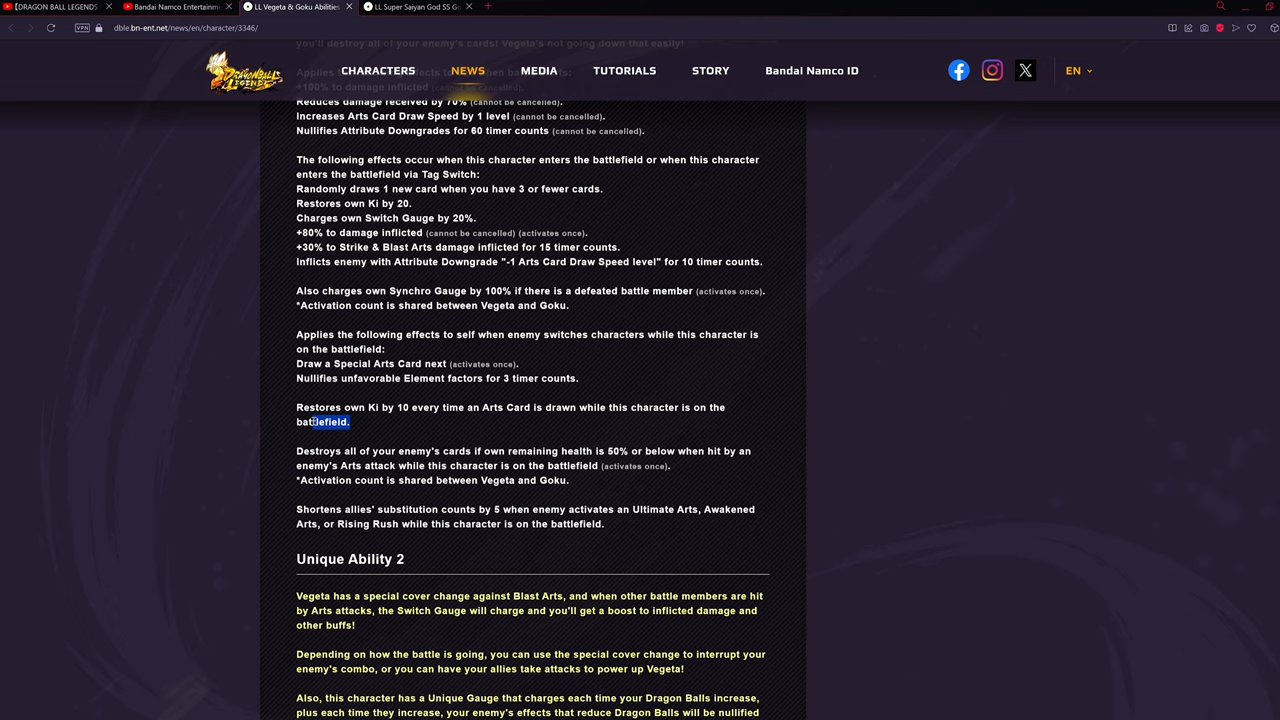 【DRAGON BALL LEGENDS
Bandai Namco Entertainm
LL Vegeta & Goku Abilities
LL Super Saiyan God SS Go
VPN
dble.bn-ent.net/news/en/character/3346/
you'll destroy all of your enemy's cards! Vegeta's not going down that easily!
DRAGONBALL LEGENDS
CHARACTERS
NEWS
MEDIA
TUTORIALS
STORY
Bandai Namco ID
EN
+100% to damage inflicted (cannot be cancelled).
Reduces damage received by 70% (cannot be cancelled).
Increases Arts Card Draw Speed by 1 level (cannot be cancelled).
Nullifies Attribute Downgrades for 60 timer counts (cannot be cancelled).
The following effects occur when this character enters the battlefield or when this character
enters the battlefield via Tag Switch:
Randomly draws 1 new card when you have 3 or fewer cards.
Restores own Ki by 20.
Charges own Switch Gauge by 20%.
+80% to damage inflicted (cannot be cancelled) (activates once).
+30% to Strike & Blast Arts damage inflicted for 15 timer counts.
Inflicts enemy with Attribute Downgrade "-1 Arts Card Draw Speed level" for 10 timer counts.
Also charges own Synchro Gauge by 100% if there is a defeated battle member (activates once).
*Activation count is shared between Vegeta and Goku.
Applies the following effects to self when enemy switches characters while this character is
on the battlefield:
Draw a Special Arts Card next (activates once).
Nullifies unfavorable Element factors for 3 timer counts.
Restores own Ki by 10 every time an Arts Card is drawn while this character is on the
battlefield.
Destroys all of your enemy's cards if own remaining health is 50% or below when hit by an
enemy's Arts attack while this character is on the battlefield (activates once).
*Activation count is shared between Vegeta and Goku.
Shortens allies' substitution counts by 5 when enemy activates an Ultimate Arts, Awakened
Arts, or Rising Rush while this character is on the battlefield.
Unique Ability 2
Vegeta has a special cover change against Blast Arts, and when other battle members are hit
by Arts attacks, the Switch Gauge will charge and you'll get a boost to inflicted damage and
other buffs!
Depending on how the battle is going, you can use the special cover change to interrupt your
enemy's combo, or you can have your allies take attacks to power up Vegeta!
Also, this character has a Unique Gauge that charges each time your Dragon Balls increase,
plus each time they increase, your enemy's effects that reduce Dragon Balls will be nullified